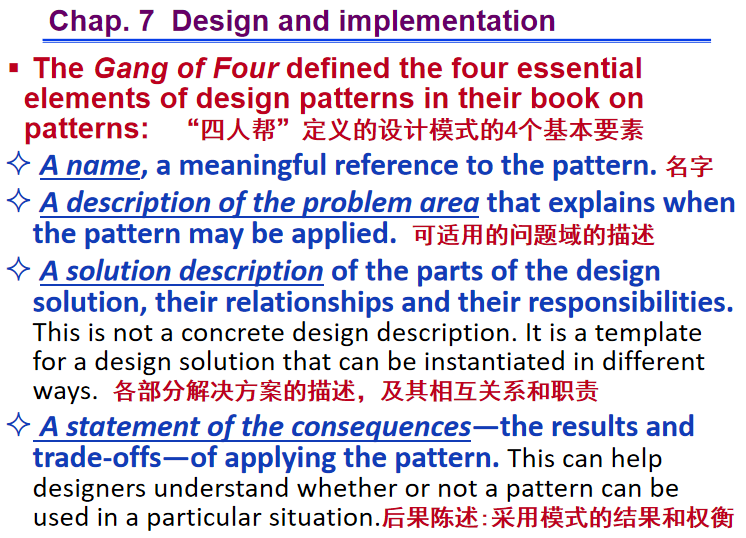 Chap. 7 Design and implementation
▪ The Gang of Four defined the four essential
elements of design patterns in their book on
patterns: “四人帮”定义的设计模式的4个基本要素
✧ A name, a meaningful reference to the pattern. 名字
✧ A description of the problem area that explains when
the pattern may be applied. 可适用的问题域的描述
✧ A solution description of the parts of the design
solution, their relationships and their responsibilities.
This is not a concrete design description. It is a template
for a design solution that can be instantiated in different
ways. 各部分解决方案的描述，及其相互关系和职责
✧ A statement of the consequences—the results and
trade-offs—of applying the pattern. This can help
designers understand whether or not a pattern can be
used in a particular situation.后果陈述:采用模式的结果和权衡